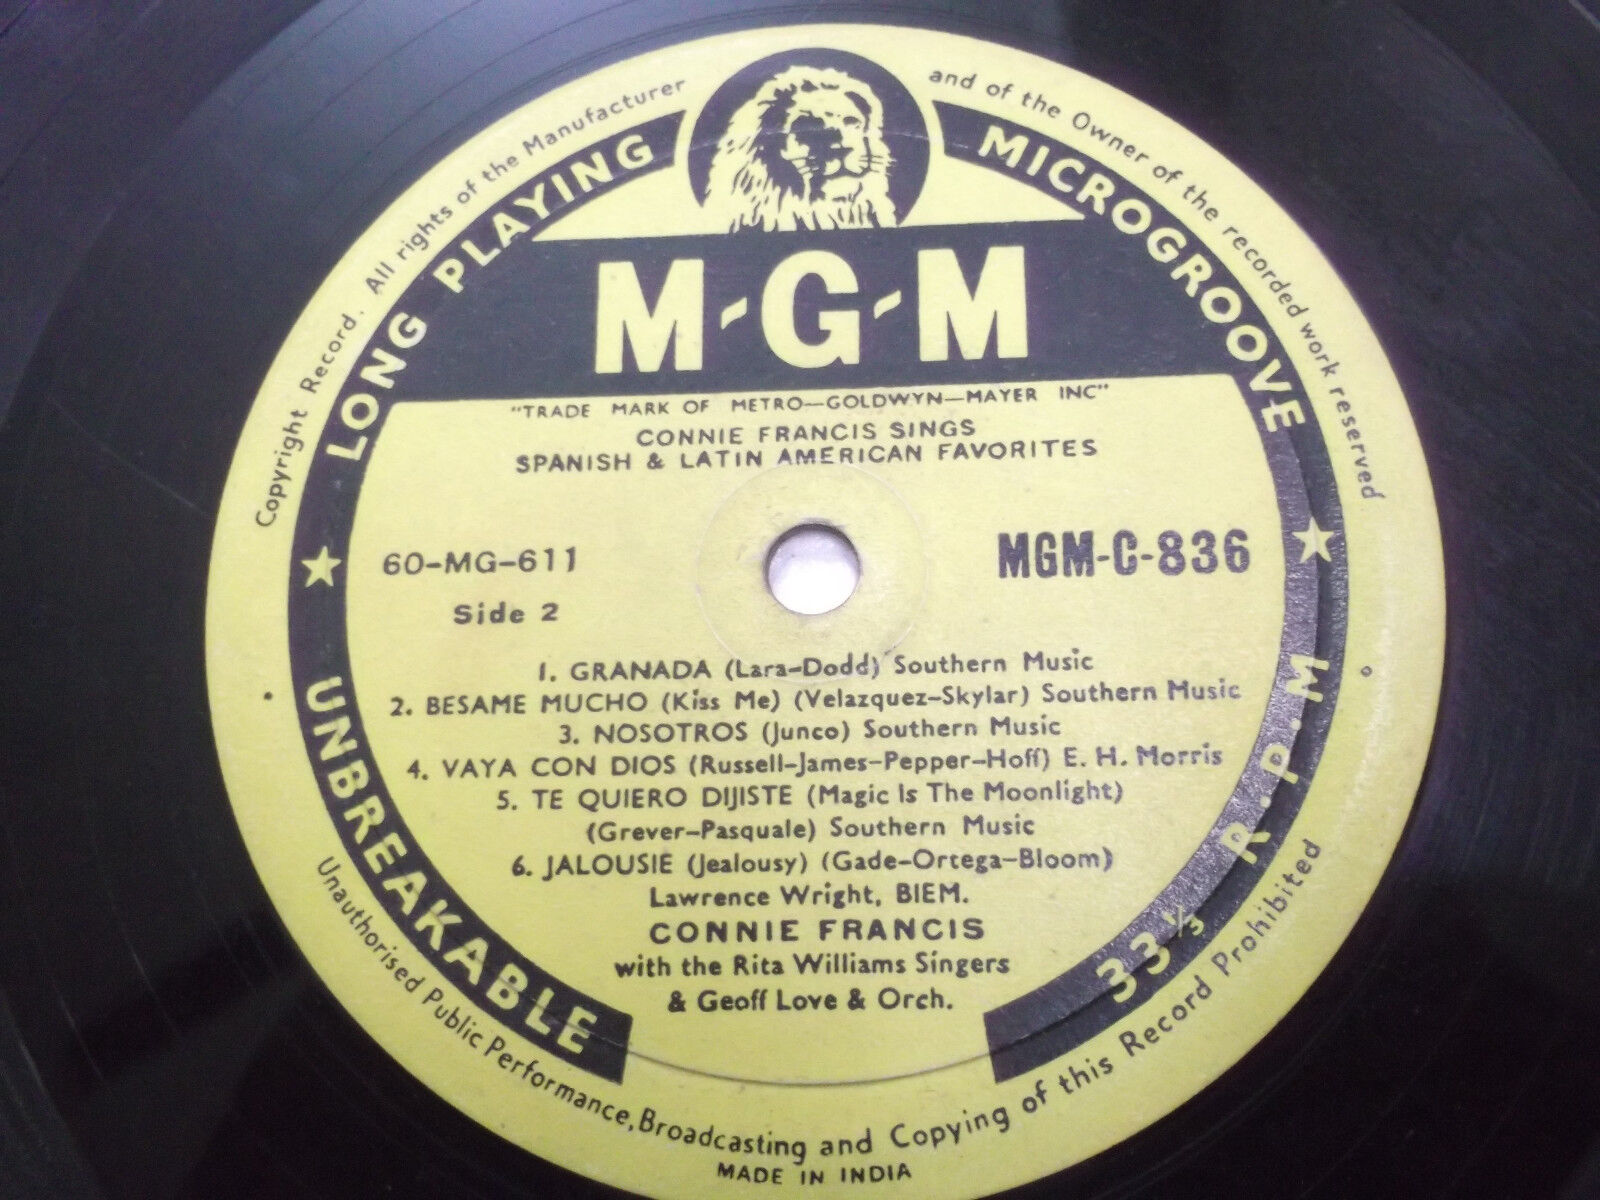 Copyright Record. All rights of the Manufacturer and of the Owner of the recorded work reserved
LONG PLAYING MICROGROOVE
M-G-M
"TRADE MARK OF METRO—GOLDWYN—MAYER INC"
CONNIE FRANCIS SINGS
SPANISH & LATIN AMERICAN FAVORITES
60-MG-611
MGM-C-836
Side 2
1. GRANADA (Lara-Dodd) Southern Music
2. BESAME MUCHO (Kiss Me) (Velazquez-Skylar) Southern Music
3. NOSOTROS (Junco) Southern Music
4. VAYA CON DIOS (Russell-James-Pepper-Hoff) E. H. Morris
5. TE QUIERO DIJISTE (Magic Is The Moonlight)
(Grever-Pasquale) Southern Music
6. JALOUSIE (Jealousy) (Gade-Ortega-Bloom)
Lawrence Wright, BIEM.
CONNIE FRANCIS
with the Rita Williams Singers
& Geoff Love & Orch.
UNBREAKABLE
33⅓ R.P.M
Unauthorised Public Performance, Broadcasting and Copying of this Record Prohibited
MADE IN INDIA